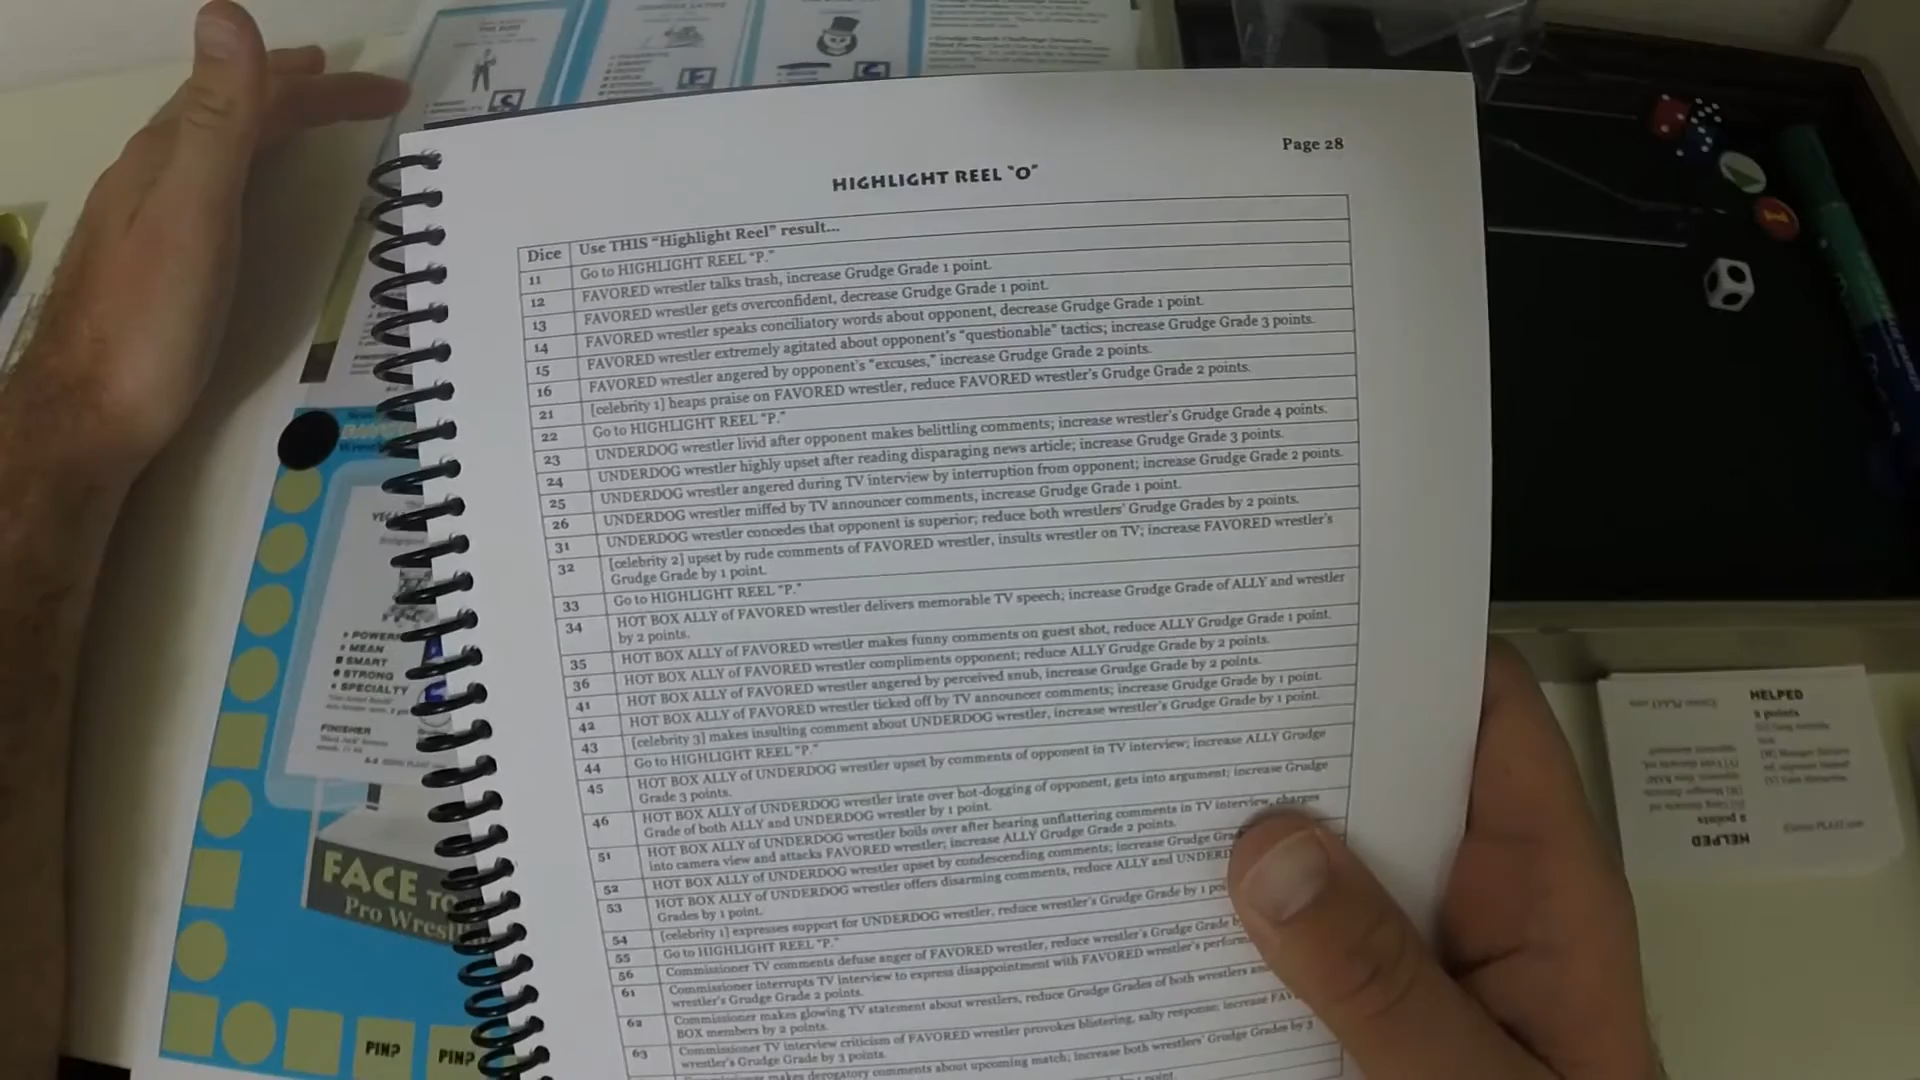 Page 28
HIGHLIGHT REEL "O"
Dice Use THIS "Highlight Reel" result...
11 Go to HIGHLIGHT REEL "P."
12 FAVORED wrestler talks trash, increase Grudge Grade 1 point.
13 FAVORED wrestler gets overconfident, decrease Grudge Grade 1 point.
14 FAVORED wrestler speaks conciliatory words about opponent, decrease Grudge Grade 1 point.
15 FAVORED wrestler extremely agitated about opponent's "questionable" tactics; increase Grudge Grade 3 points.
16 FAVORED wrestler angered by opponent's "excuses," increase Grudge Grade 2 points.
21 [celebrity 1] heaps praise on FAVORED wrestler, reduce FAVORED wrestler's Grudge Grade 2 points.
22 Go to HIGHLIGHT REEL "P."
23 UNDERDOG wrestler livid after opponent makes belittling comments; increase wrestler's Grudge Grade 4 points.
24 UNDERDOG wrestler highly upset after reading disparaging news article; increase Grudge Grade 3 points.
25 UNDERDOG wrestler angered during TV interview by interruption from opponent; increase Grudge Grade 2 points.
26 UNDERDOG wrestler miffed by TV announcer comments, increase Grudge Grade 1 point.
31 UNDERDOG wrestler concedes that opponent is superior; reduce both wrestlers' Grudge Grades by 2 points.
32 [celebrity 2] upset by rude comments of FAVORED wrestler, insults wrestler on TV; increase FAVORED wrestler's
Grudge Grade by 1 point.
33 Go to HIGHLIGHT REEL "P."
34 HOT BOX ALLY of FAVORED wrestler delivers memorable TV speech; increase Grudge Grade of ALLY and wrestler
by 2 points.
35 HOT BOX ALLY of FAVORED wrestler makes funny comments on guest shot, reduce ALLY Grudge Grade 1 point.
36 HOT BOX ALLY of FAVORED wrestler compliments opponent; reduce ALLY Grudge Grade by 2 points.
41 HOT BOX ALLY of FAVORED wrestler angered by perceived snub, increase Grudge Grade by 2 points.
42 HOT BOX ALLY of FAVORED wrestler ticked off by TV announcer comments; increase Grudge Grade by 1 point.
43 [celebrity 3] makes insulting comment about UNDERDOG wrestler, increase wrestler's Grudge Grade by 1 point.
44 Go to HIGHLIGHT REEL "P."
45 HOT BOX ALLY of UNDERDOG wrestler upset by comments of opponent in TV interview; increase ALLY Grudge
Grade 3 points.
46 HOT BOX ALLY of UNDERDOG wrestler irate over hot-dogging of opponent, gets into argument; increase Grudge
Grade of both ALLY and UNDERDOG wrestler by 1 point.
51 HOT BOX ALLY of UNDERDOG wrestler boils over after hearing unflattering comments in TV interview, charges
into camera view and attacks FAVORED wrestler; increase ALLY Grudge Grade 2 points.
52 HOT BOX ALLY of UNDERDOG wrestler upset by condescending comments; increase Grudge
53 HOT BOX ALLY of UNDERDOG wrestler offers disarming comments, reduce ALLY and
Grades by 1 point.
54 [celebrity 1] expresses support for UNDERDOG wrestler, reduce wrestler's Grudge Grade by 1
55 Go to HIGHLIGHT REEL "P."
56 Commissioner TV comments defuse anger of FAVORED wrestler, reduce wrestler's Grudge Grade
61 Commissioner interrupts TV interview to express disappointment with FAVORED wrestler's
wrestler's Grudge Grade 2 points.
62 Commissioner makes glowing TV statement about wrestlers, reduce Grudge Grades of both wrestlers
BOX members by 2 points.
63 Commissioner TV interview criticism of FAVORED wrestler provokes blistering, salty response; increase
wrestler's Grudge Grade by 3 points.
makes derogatory comments about upcoming match; increase both wrestlers' Grudge Grades by 3
S
F
C
POWER
MEAN
SMART
STRONG
SPECIALTY
FINISHER
FACE TO
Pro
PIN?
PIN?
HELPED
HELPED